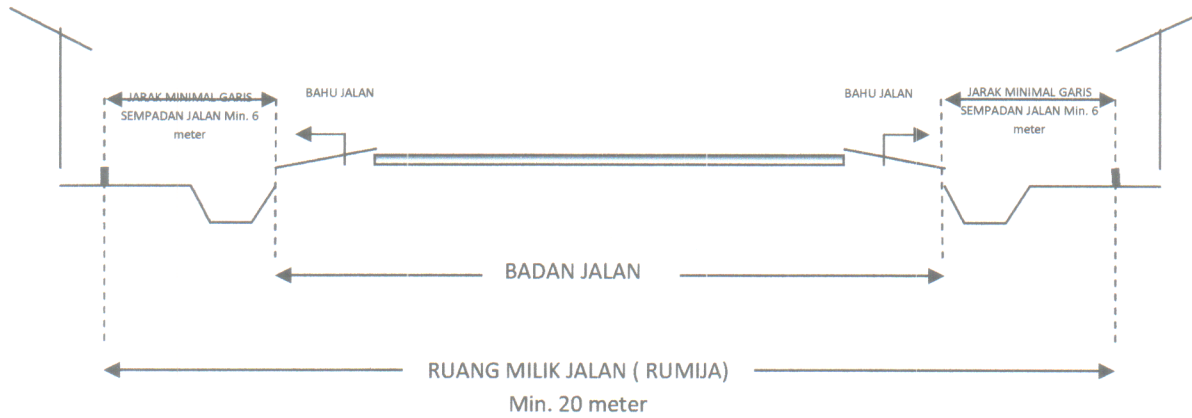 JARAK MINIMAL GARIS
SEMPADAN JALAN Min. 6
meter
BAHU JALAN
BAHU JALAN
JARAK MINIMAL GARIS
SEMPADAN JALAN Min. 6
meter
BADAN JALAN
RUANG MILIK JALAN ( RUMIJA)
Min. 20 meter